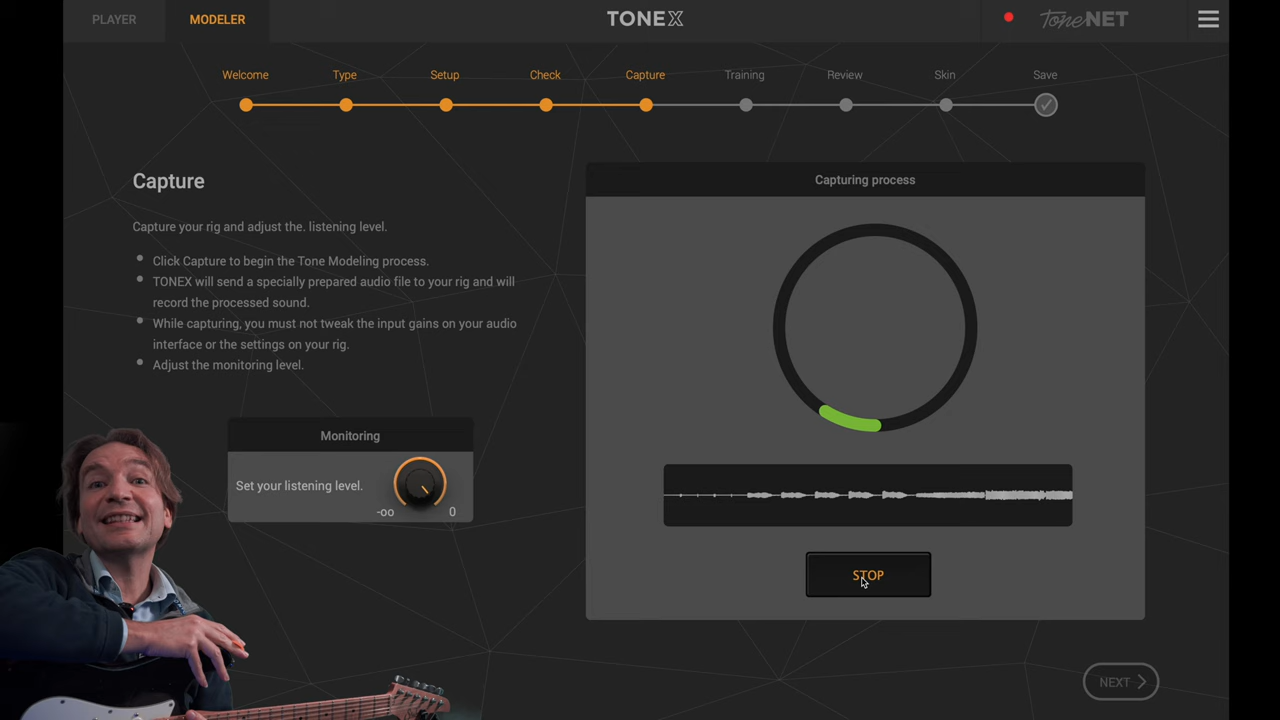 PLAYER
MODELER
TONEX
ToneNET
Welcome
Type
Setup
Check
Capture
Training
Review
Skin
Save
Capture
Capture your rig and adjust the. listening level.
Click Capture to begin the Tone Modeling process.
TONEX will send a specially prepared audio file to your rig and will
record the processed sound.
While capturing, you must not tweak the input gains on your audio
interface or the settings on your rig.
Adjust the monitoring level.
Monitoring
Set your listening level.
-oo
0
Capturing process
STOP
NEXT